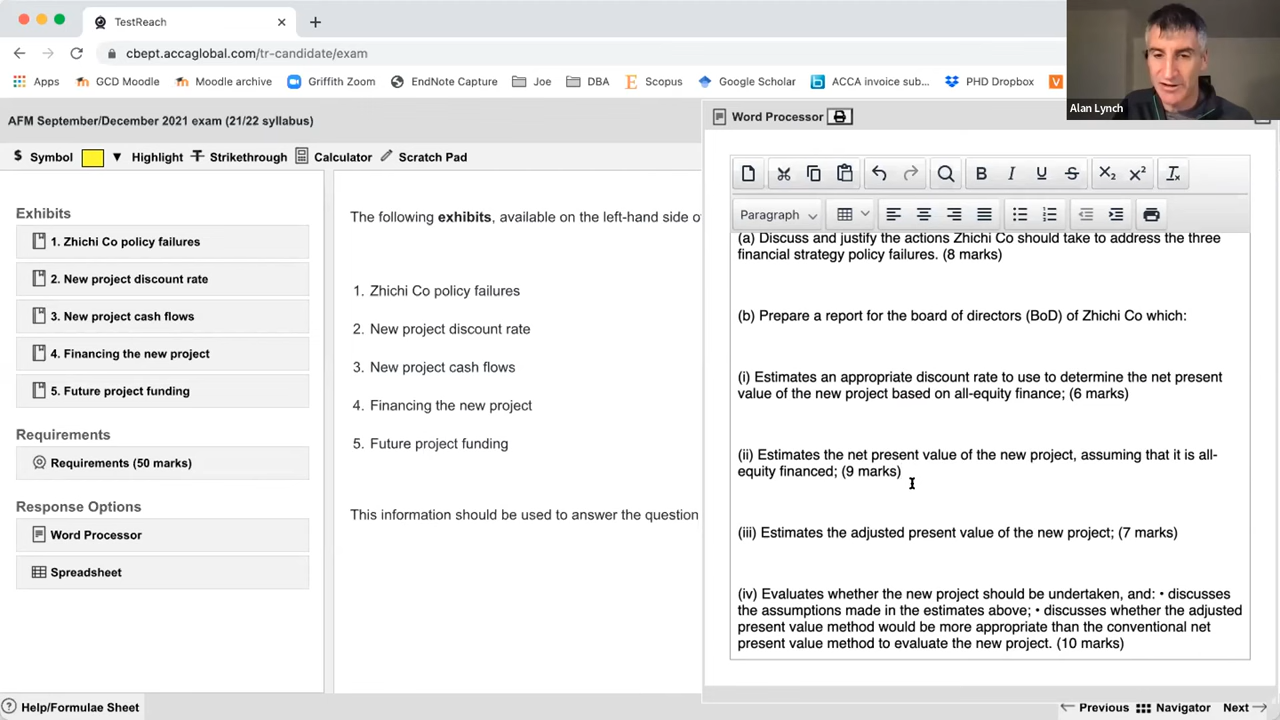 TestReach
cbept.accaglobal.com/tr-candidate/exam
Apps GCD Moodle Moodle archive Griffith Zoom EndNote Capture Joe DBA Scopus Google Scholar ACCA invoice sub... PHD Dropbox
Alan Lynch
AFM September/December 2021 exam (21/22 syllabus)
$ Symbol Highlight Strikethrough Calculator Scratch Pad
Exhibits
1. Zhichi Co policy failures
2. New project discount rate
3. New project cash flows
4. Financing the new project
5. Future project funding
Requirements
Requirements (50 marks)
Response Options
Word Processor
Spreadsheet
The following exhibits, available on the left-hand side o
1. Zhichi Co policy failures
2. New project discount rate
3. New project cash flows
4. Financing the new project
5. Future project funding
This information should be used to answer the question
Word Processor
Paragraph
(a) Discuss and justify the actions Zhichi Co should take to address the three
financial strategy policy failures. (8 marks)
(b) Prepare a report for the board of directors (BoD) of Zhichi Co which:
(i) Estimates an appropriate discount rate to use to determine the net present
value of the new project based on all-equity finance; (6 marks)
(ii) Estimates the net present value of the new project, assuming that it is all-
equity financed; (9 marks)
(iii) Estimates the adjusted present value of the new project; (7 marks)
(iv) Evaluates whether the new project should be undertaken, and: • discusses
the assumptions made in the estimates above; • discusses whether the adjusted
present value method would be more appropriate than the conventional net
present value method to evaluate the new project. (10 marks)
Help/Formulae Sheet
Previous Navigator Next